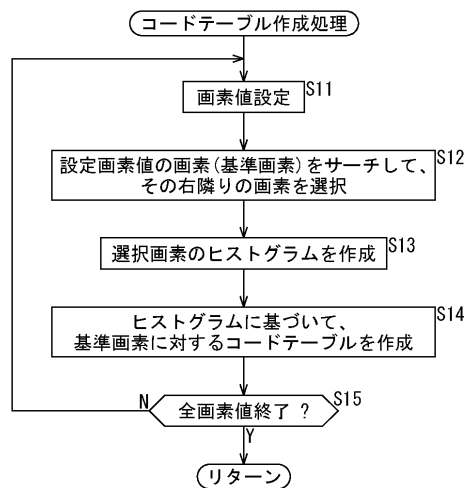 コードテーブル作成処理
画素値設定
S11
設定画素値の画素(基準画素)をサーチして、
その右隣りの画素を選択
S12
選択画素のヒストグラムを作成
S13
ヒストグラムに基づいて、
基準画素に対するコードテーブルを作成
S14
全画素値終了 ?
S15
N
Y
リターン